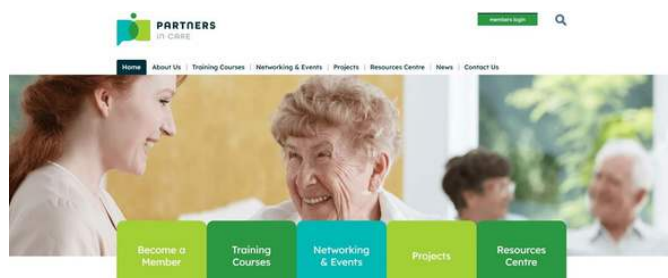 PARTNERS
IN CARE
members login
Home About Us Training Courses Networking & Events Projects Resources Centre News Contact Us
Become a
Member
Training
Courses
Networking
& Events
Projects
Resources
Centre